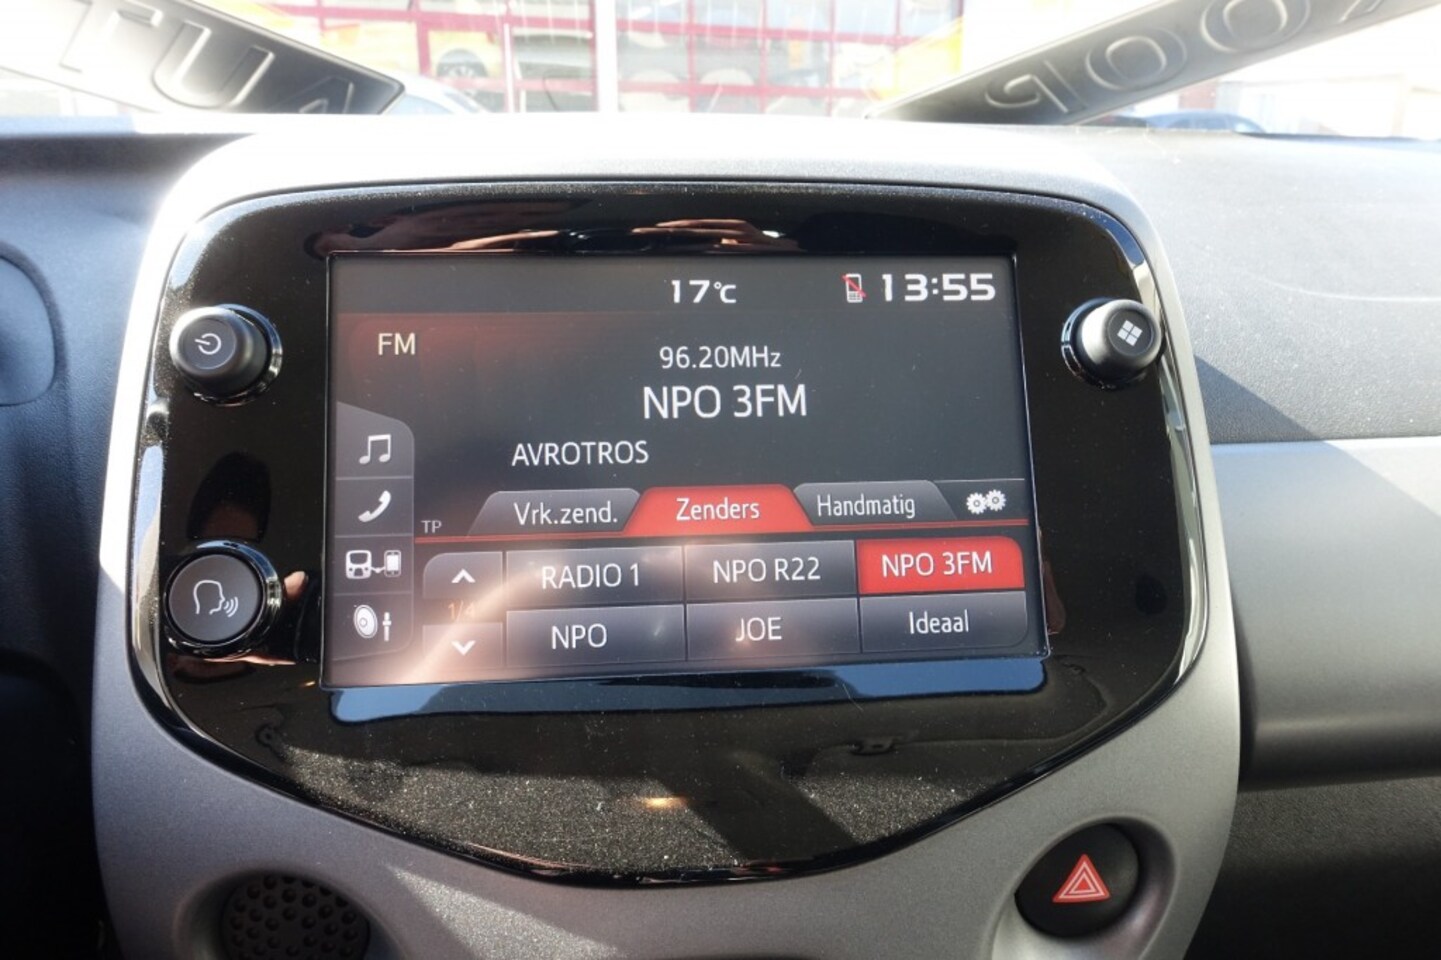 17°C 13:55
FM
96.20MHz
NPO 3FM
AVROTROS
TP
Vrk.zend. Zenders Handmatig
RADIO 1 NPO R22 NPO 3FM
1/4
NPO JOE Ideaal